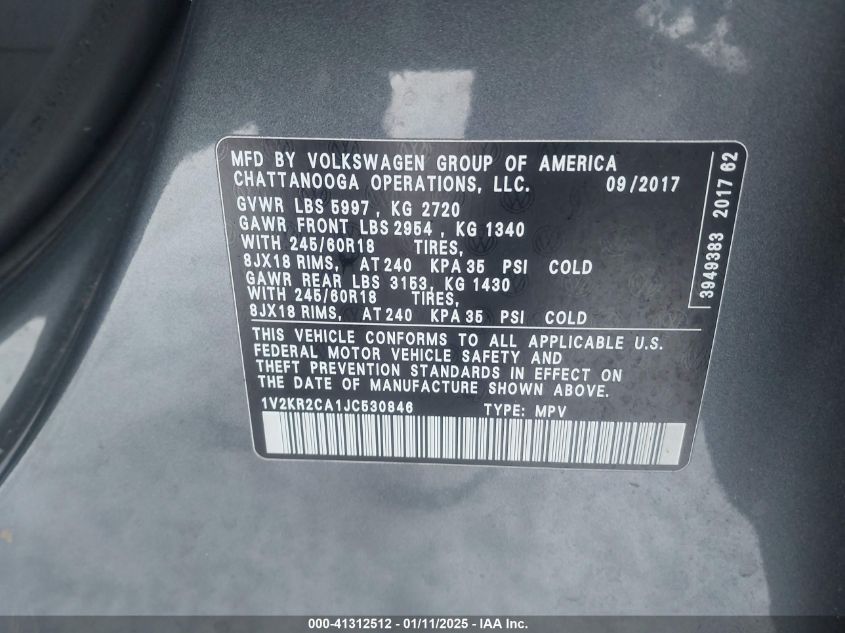 MFD BY VOLKSWAGEN GROUP OF AMERICA
CHATTANOOGA OPERATIONS, LLC. 09/2017
GVWR LBS 5997, KG 2720
GAWR FRONT LBS 2954, KG 1340
WITH 245/60R18 TIRES,
8JX18 RIMS, AT 240 KPA 35 PSI COLD
GAWR REAR LBS 3153, KG 1430
WITH 245/60R18 TIRES,
8JX18 RIMS, AT 240 KPA 35 PSI COLD
THIS VEHICLE CONFORMS TO ALL APPLICABLE U.S.
FEDERAL MOTOR VEHICLE SAFETY AND
THEFT PREVENTION STANDARDS IN EFFECT ON
THE DATE OF MANUFACTURE SHOWN ABOVE.
1V2KR2CA1JC530846 TYPE: MPV
3949383 2017 62
000-41312512 - 01/11/2025 - IAA Inc.